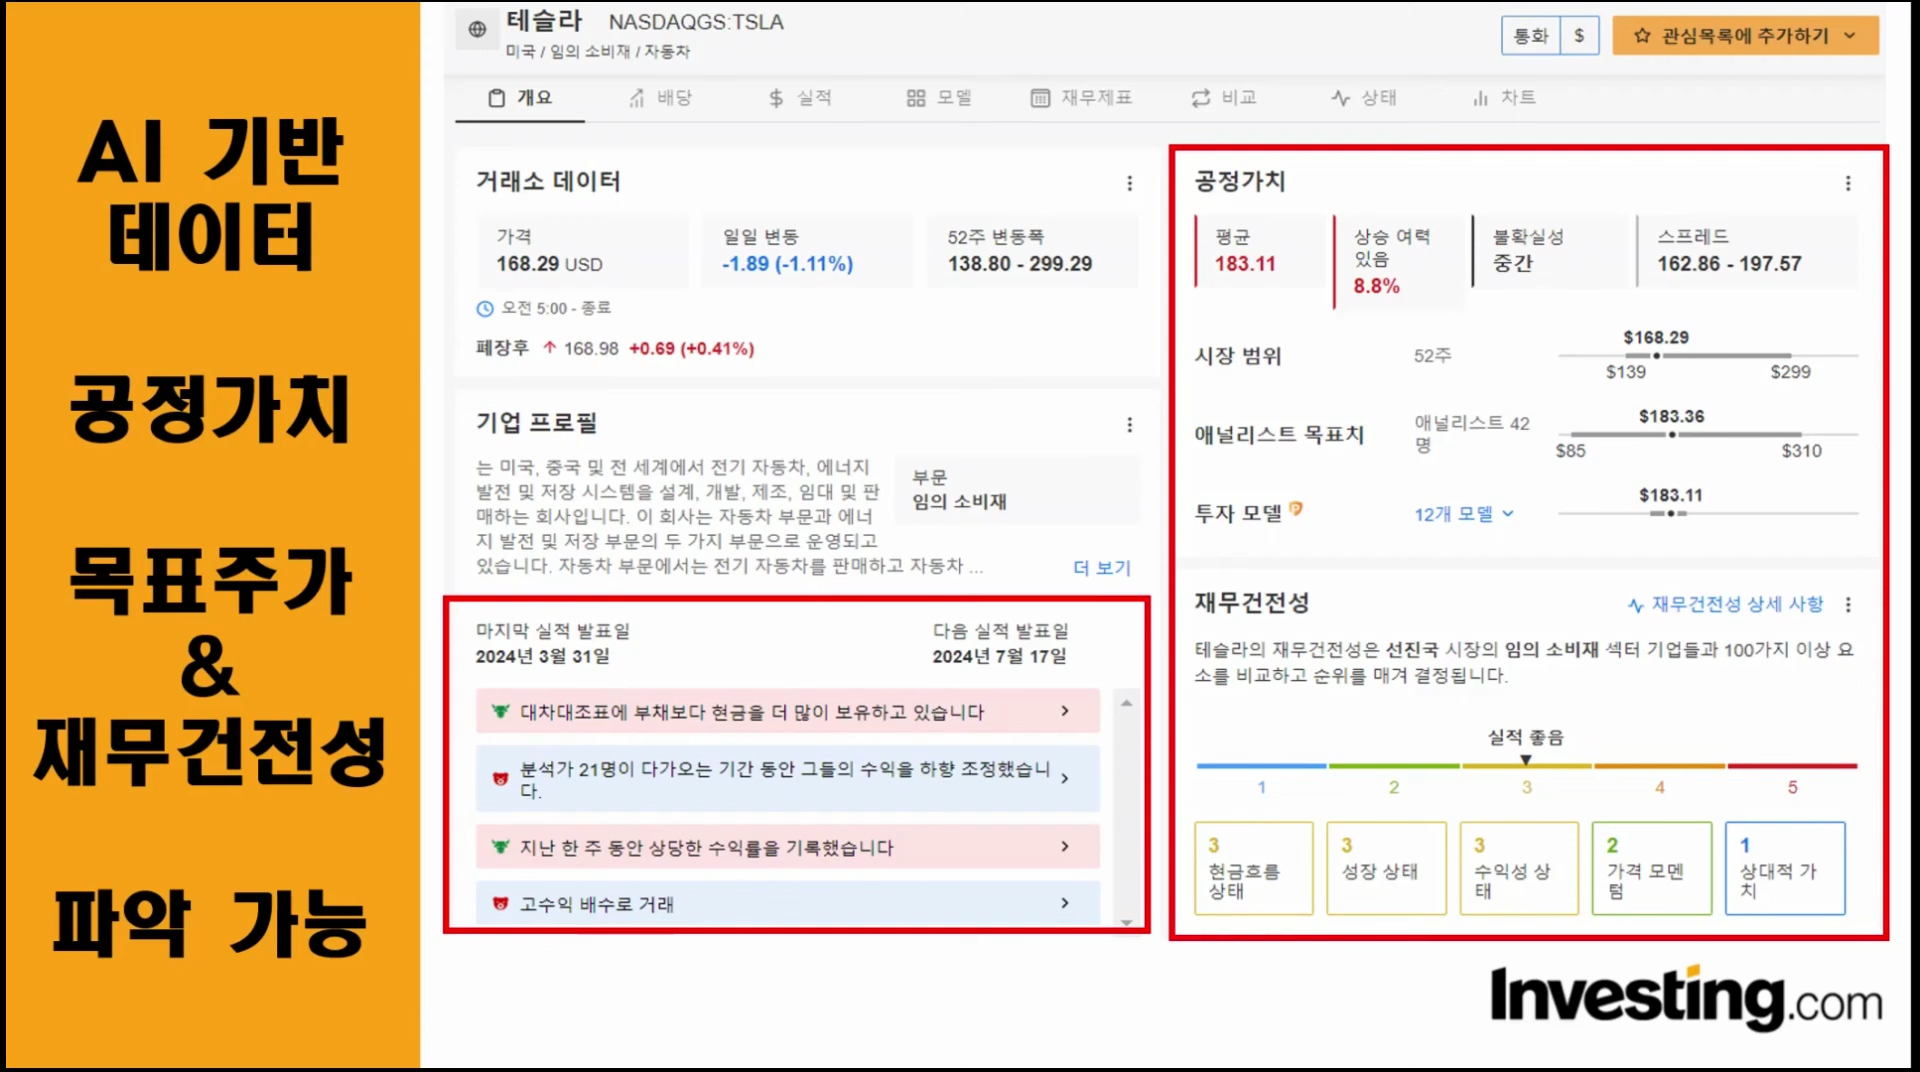 AI 기반
데이터
공정가치
목표주가
&
재무건전성
파악 가능
테슬라 NASDAQGS:TSLA
미국 / 임의 소비재 / 자동차
통화 $
관심목록에 추가하기
개요 배당 실적 모델 재무제표 비교 상태 차트
거래소 데이터
가격
168.29 USD
일일 변동
-1.89 (-1.11%)
52주 변동폭
138.80 - 299.29
오전 5:00 - 종료
폐장후 168.98 +0.69 (+0.41%)
기업 프로필
는 미국, 중국 및 전 세계에서 전기 자동차, 에너지
발전 및 저장 시스템을 설계, 개발, 제조, 임대 및 판
매하는 회사입니다. 이 회사는 자동차 부문과 에너
지 발전 및 저장 부문의 두 가지 부문으로 운영되고
있습니다. 자동차 부문에서는 전기 자동차를 판매하고 자동차 ...
부문
임의 소비재
더 보기
마지막 실적 발표일
2024년 3월 31일
다음 실적 발표일
2024년 7월 17일
대차대조표에 부채보다 현금을 더 많이 보유하고 있습니다
분석가 21명이 다가오는 기간 동안 그들의 수익을 하향 조정했습니
다.
지난 한 주 동안 상당한 수익률을 기록했습니다
고수익 배수로 거래
공정가치
평균
183.11
상승 여력
있음
8.8%
불확실성
중간
스프레드
162.86 - 197.57
시장 범위 52주
$168.29
$139 $299
애널리스트 목표치
애널리스트 42
명
$183.36
$85 $310
투자 모델
12개 모델
$183.11
재무건전성
재무건전성 상세 사항
테슬라의 재무건전성은 선진국 시장의 임의 소비재 섹터 기업들과 100가지 이상 요
소를 비교하고 순위를 매겨 결정됩니다.
실적 좋음
1 2 3 4 5
3
현금흐름
상태
3
성장 상태
3
수익성 상
태
2
가격 모멘
텀
1
상대적 가
치
Investing.com